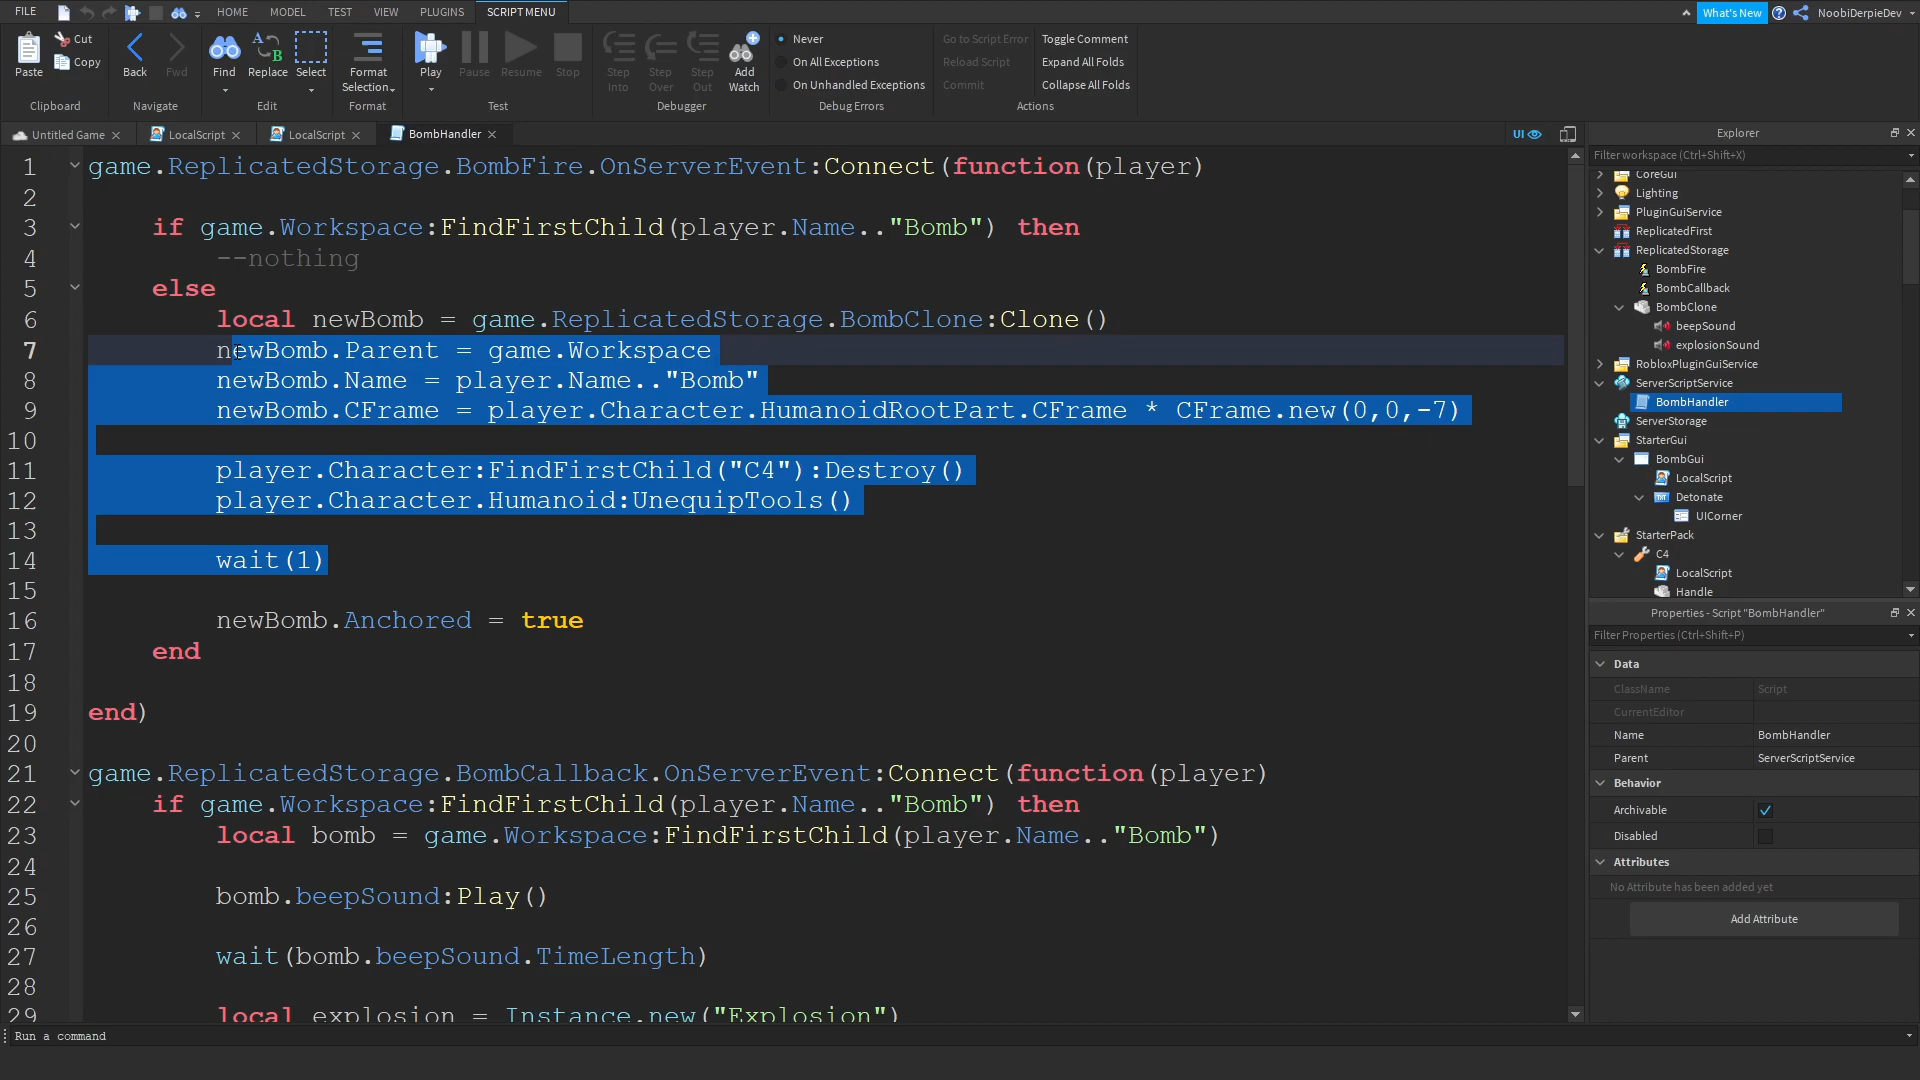 FILE HOME MODEL TEST VIEW PLUGINS SCRIPT MENU What's New NoobiDerpieDev
Paste Cut Copy Clipboard
Back Fwd Navigate
Find Replace Select Edit
Format Selection Format
Play Pause Resume Stop Test
Step Into Step Over Step Out Add Watch Debugger
Never
On All Exceptions
On Unhandled Exceptions
Debug Errors
Go to Script Error Toggle Comment
Reload Script Expand All Folds
Commit Collapse All Folds
Actions
Untitled Game LocalScript LocalScript BombHandler UI
1 game.ReplicatedStorage.BombFire.OnServerEvent:Connect(function(player)
2
3 if game.Workspace:FindFirstChild(player.Name.."Bomb") then
4 --nothing
5 else
6 local newBomb = game.ReplicatedStorage.BombClone:Clone()
7 newBomb.Parent = game.Workspace
8 newBomb.Name = player.Name.."Bomb"
9 newBomb.CFrame = player.Character.HumanoidRootPart.CFrame * CFrame.new(0,0,-7)
10
11 player.Character:FindFirstChild("C4"):Destroy()
12 player.Character.Humanoid:UnequipTools()
13
14 wait(1)
15
16 newBomb.Anchored = true
17 end
18
19 end)
20
21 game.ReplicatedStorage.BombCallback.OnServerEvent:Connect(function(player)
22 if game.Workspace:FindFirstChild(player.Name.."Bomb") then
23 local bomb = game.Workspace:FindFirstChild(player.Name.."Bomb")
24
25 bomb.beepSound:Play()
26
27 wait(bomb.beepSound.TimeLength)
28
29 local explosion = Instance.new("Explosion")
Run a command
Explorer
Filter workspace (Ctrl+Shift+X)
CoreGui
Lighting
PluginGuiService
ReplicatedFirst
ReplicatedStorage
BombFire
BombCallback
BombClone
beepSound
explosionSound
RobloxPluginGuiService
ServerScriptService
BombHandler
ServerStorage
StarterGui
BombGui
LocalScript
Detonate
UICorner
StarterPack
C4
LocalScript
Handle
Properties - Script "BombHandler"
Filter Properties (Ctrl+Shift+P)
Data
ClassName Script
CurrentEditor
Name BombHandler
Parent ServerScriptService
Behavior
Archivable
Disabled
Attributes
No Attribute has been added yet
Add Attribute